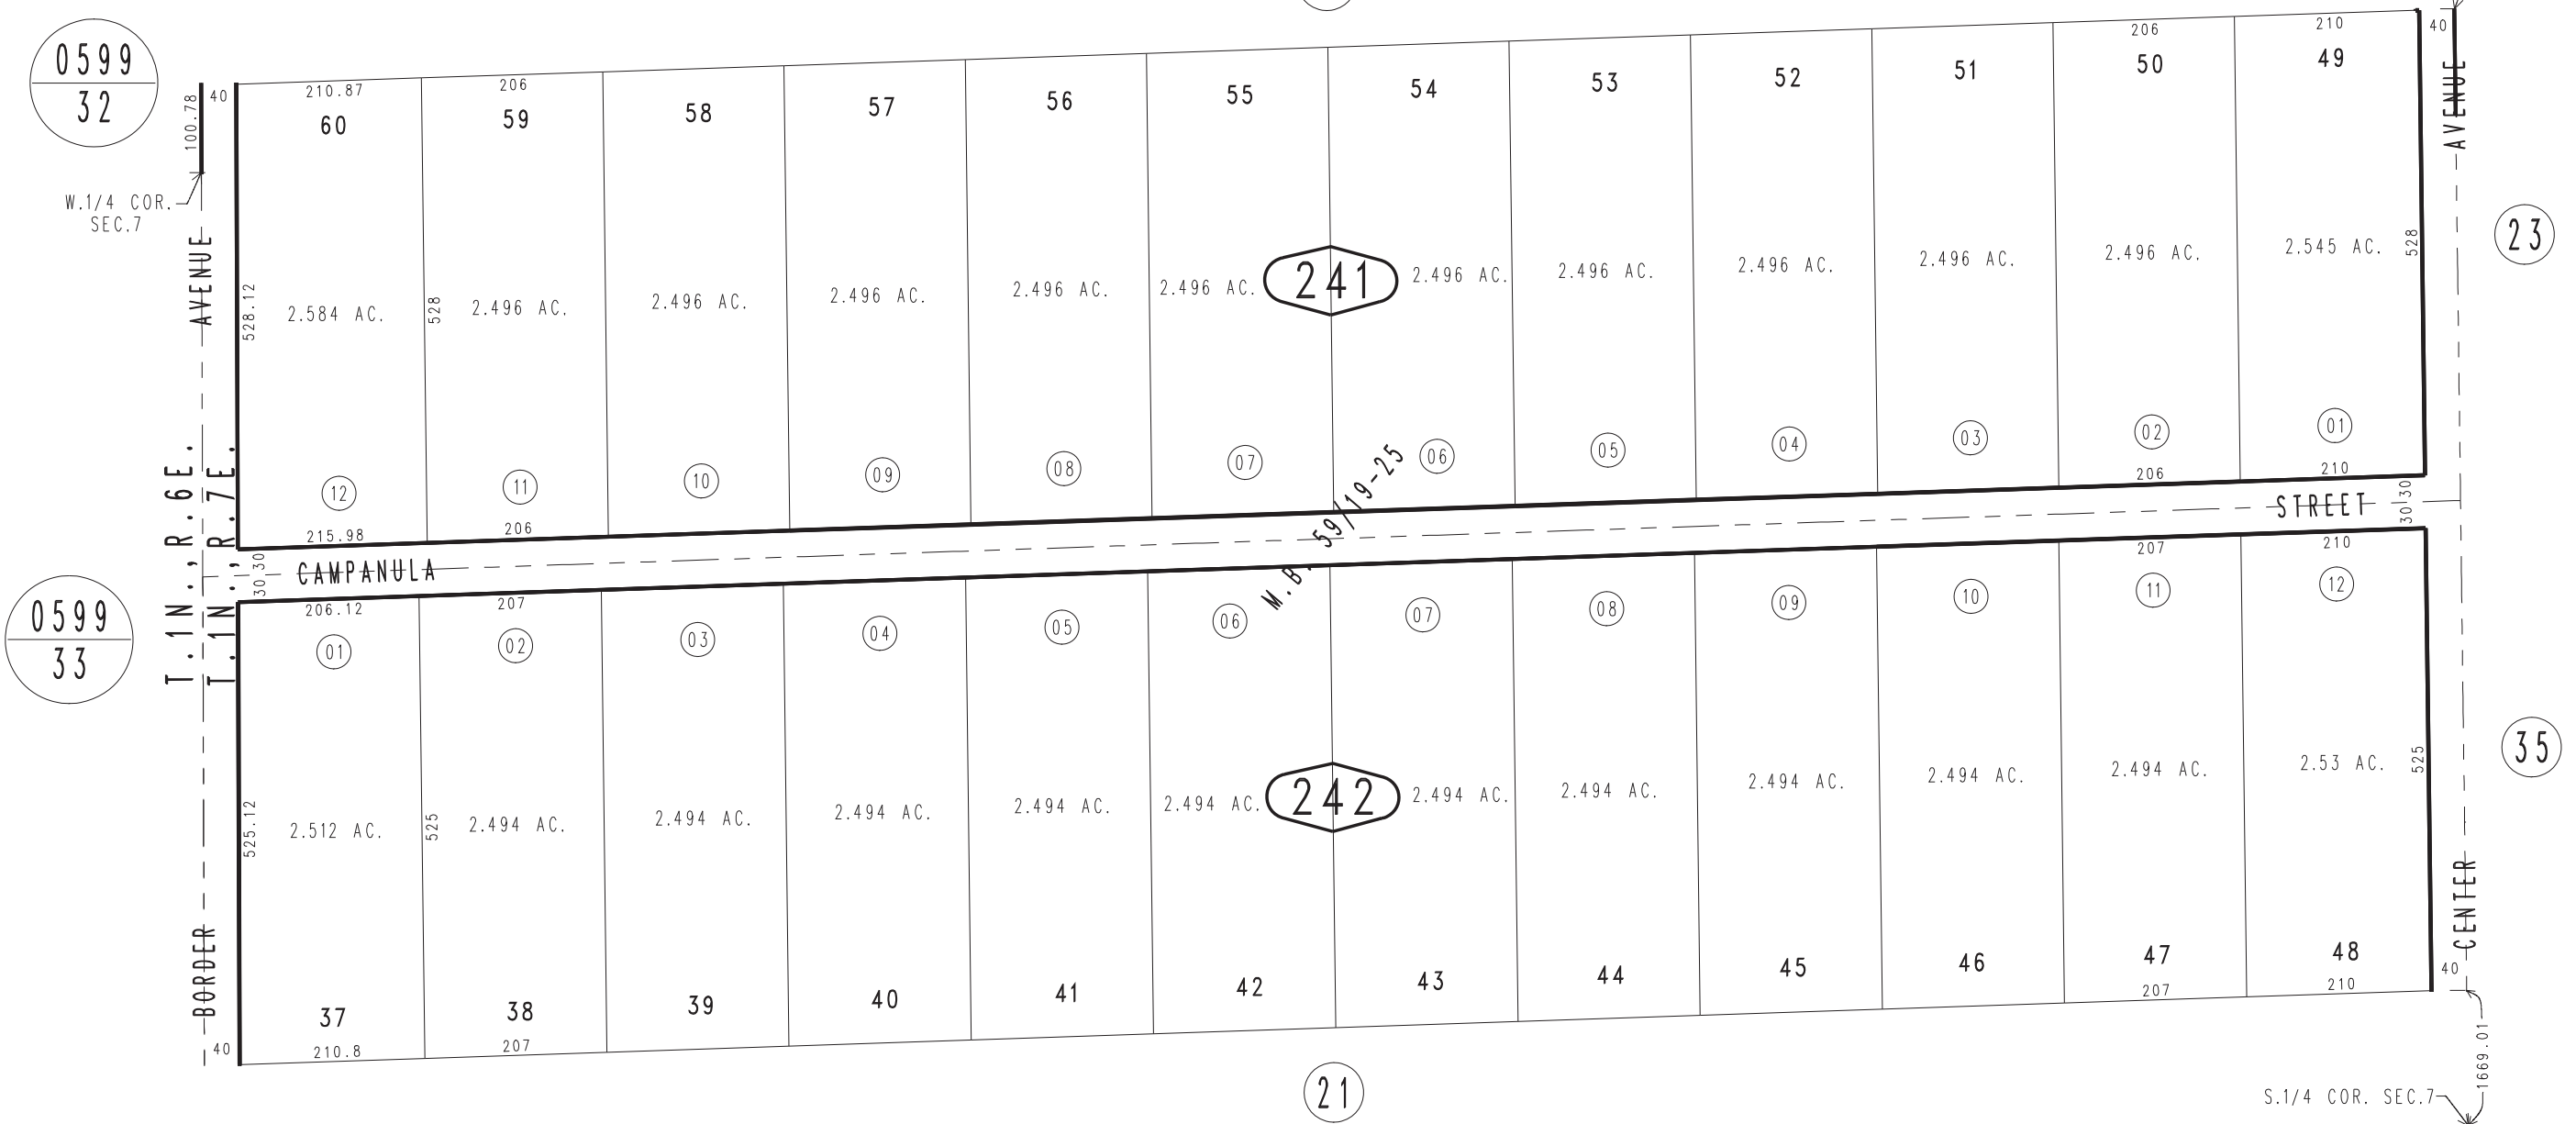 0599
32
100.78
40
W.1/4 COR.
SEC.7
210.87
206
206
210
40
60
59
58
57
56
55
54
53
52
51
50
49
AVENUE
AVENUE
23
528.12
2.584 AC.
528
2.496 AC.
2.496 AC.
2.496 AC.
2.496 AC.
2.496 AC.
241
2.496 AC.
2.496 AC.
2.496 AC.
2.496 AC.
2.496 AC.
2.545 AC.
528
12
11
10
09
08
07
06
05
04
03
02
01
215.98
206
206
210
T.1N., R.6E.
T.1N., R.7E.
30 30
CAMPANULA
STREET
30 30
M.B. 59/19-25
0599
33
206.12
207
207
210
01
02
03
04
05
06
07
08
09
10
11
12
525.12
2.512 AC.
525
2.494 AC.
2.494 AC.
2.494 AC.
2.494 AC.
2.494 AC.
242
2.494 AC.
2.494 AC.
2.494 AC.
2.494 AC.
2.494 AC.
2.53 AC.
525
35
BORDER
CENTER
37
38
39
40
41
42
43
44
45
46
47
48
40
210.8
207
207
210
40
21
1669.01
S.1/4 COR. SEC.7